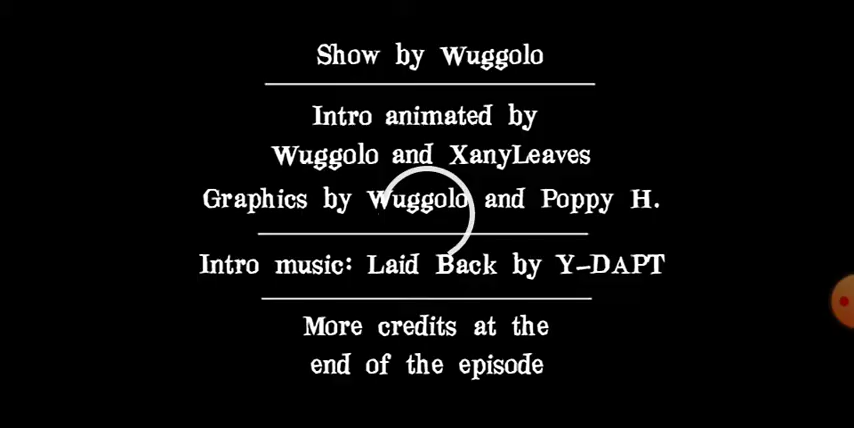 Show by Wuggolo
Intro animated by
Wuggolo and XanyLeaves
Graphics by Wuggolo and Poppy H.
Intro music: Laid Back by Y-DAPT
More credits at the
end of the episode